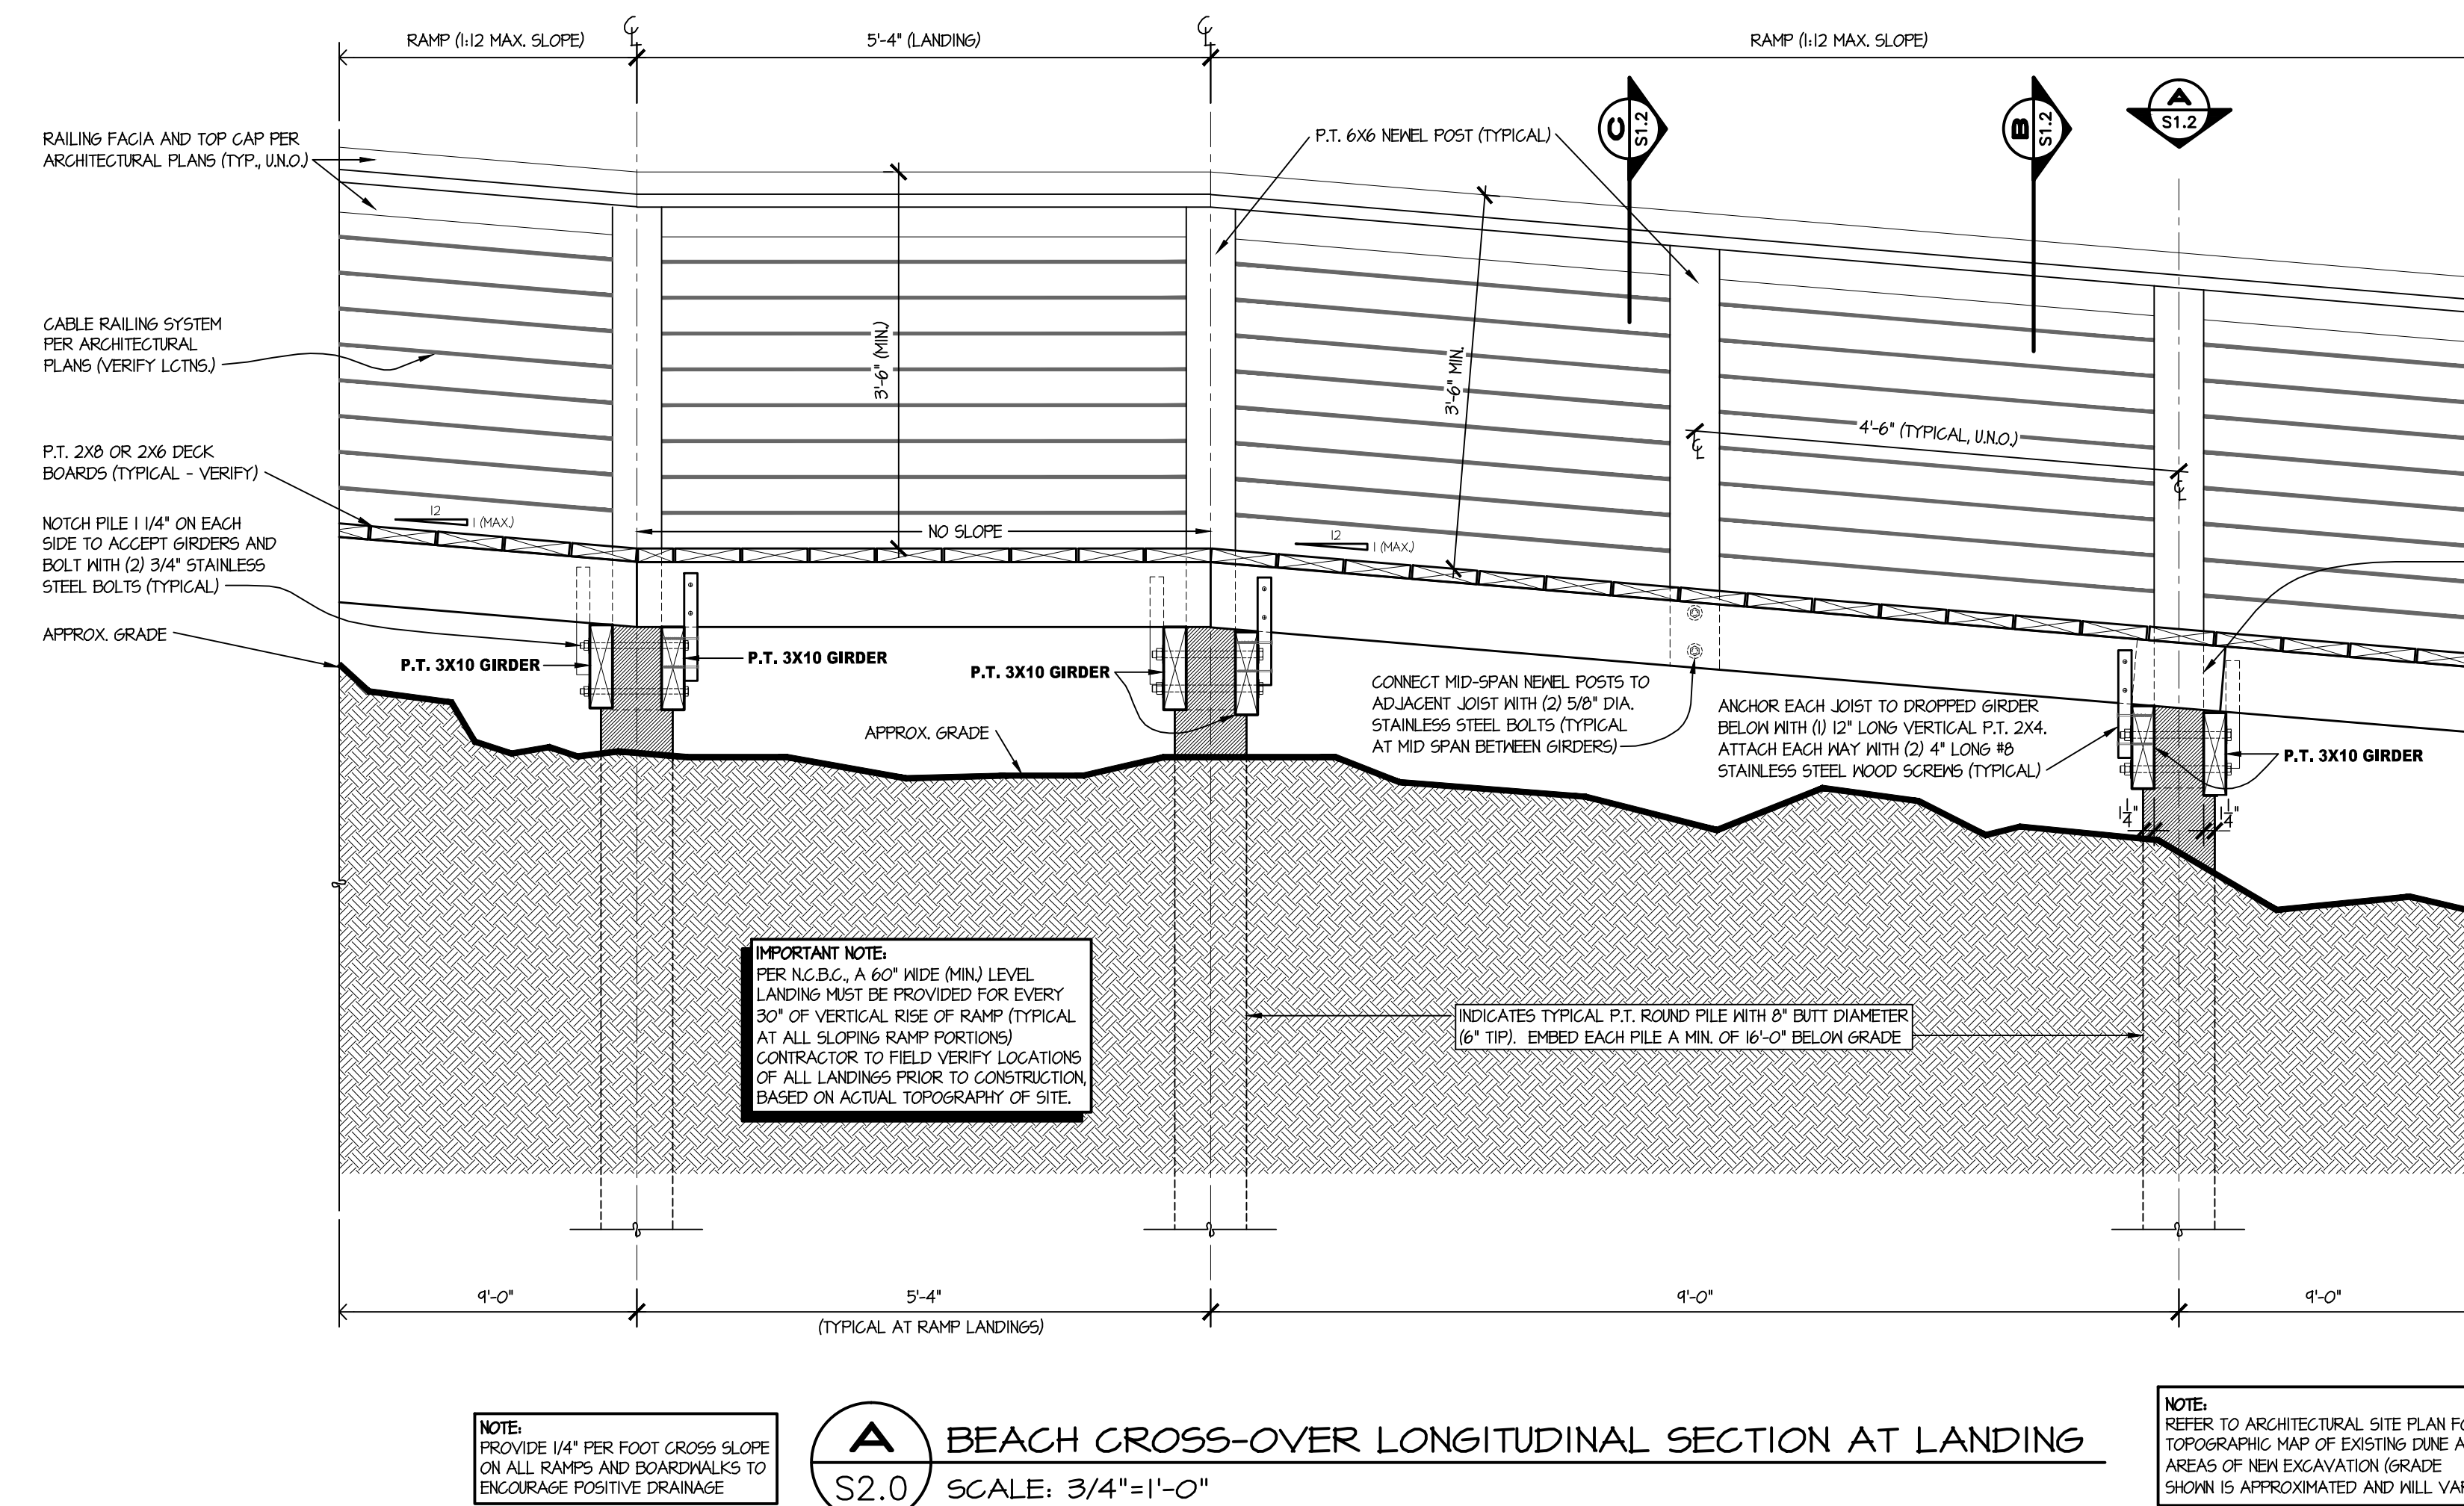 RAMP (1:12 MAX. SLOPE)
5'-4" (LANDING)
RAMP (1:12 MAX. SLOPE)
RAILING FACIA AND TOP CAP PER
ARCHITECTURAL PLANS (TYP., U.N.O.)
P.T. 6X6 NEWEL POST (TYPICAL)
C
S1.2
B
S1.2
A
S1.2
CABLE RAILING SYSTEM
PER ARCHITECTURAL
PLANS (VERIFY LCTNS.)
3'-6" (MIN.)
3'-6" MIN.
4'-6" (TYPICAL, U.N.O.)
P.T. 2X8 OR 2X6 DECK
BOARDS (TYPICAL - VERIFY)
12
1 (MAX.)
NO SLOPE
12
1 (MAX.)
NOTCH PILE 1 1/4" ON EACH
SIDE TO ACCEPT GIRDERS AND
BOLT WITH (2) 3/4" STAINLESS
STEEL BOLTS (TYPICAL)
APPROX. GRADE
P.T. 3X10 GIRDER
P.T. 3X10 GIRDER
P.T. 3X10 GIRDER
APPROX. GRADE
CONNECT MID-SPAN NEWEL POSTS TO
ADJACENT JOIST WITH (2) 5/8" DIA.
STAINLESS STEEL BOLTS (TYPICAL
AT MID SPAN BETWEEN GIRDERS)
ANCHOR EACH JOIST TO DROPPED GIRDER
BELOW WITH (1) 12" LONG VERTICAL P.T. 2X4.
ATTACH EACH WAY WITH (2) 4" LONG #8
STAINLESS STEEL WOOD SCREWS (TYPICAL)
P.T. 3X10 GIRDER
1 1/4"
1 1/4"
IMPORTANT NOTE:
PER N.C.B.C., A 60" WIDE (MIN.) LEVEL
LANDING MUST BE PROVIDED FOR EVERY
30" OF VERTICAL RISE OF RAMP (TYPICAL
AT ALL SLOPING RAMP PORTIONS)
CONTRACTOR TO FIELD VERIFY LOCATIONS
OF ALL LANDINGS PRIOR TO CONSTRUCTION,
BASED ON ACTUAL TOPOGRAPHY OF SITE.
INDICATES TYPICAL P.T. ROUND PILE WITH 8" BUTT DIAMETER
(6" TIP). EMBED EACH PILE A MIN. OF 16'-0" BELOW GRADE
9'-0"
5'-4"
(TYPICAL AT RAMP LANDINGS)
9'-0"
9'-0"
NOTE:
PROVIDE 1/4" PER FOOT CROSS SLOPE
ON ALL RAMPS AND BOARDWALKS TO
ENCOURAGE POSITIVE DRAINAGE
A
S2.0
BEACH CROSS-OVER LONGITUDINAL SECTION AT LANDING
SCALE: 3/4"=1'-0"
NOTE:
REFER TO ARCHITECTURAL SITE PLAN
TOPOGRAPHIC MAP OF EXISTING DUNE
AREAS OF NEW EXCAVATION (GRADE
SHOWN IS APPROXIMATED AND WILL